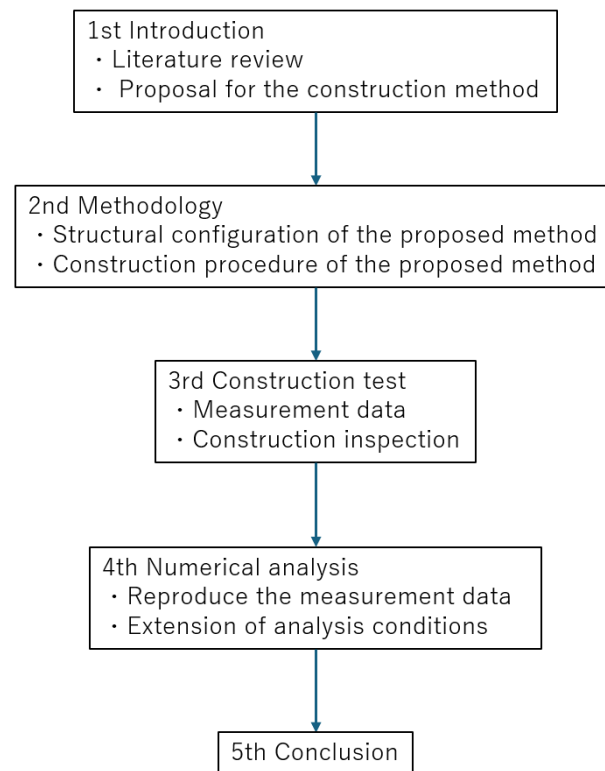 1st Introduction
・Literature review
・ Proposal for the construction method
2nd Methodology
・Structural configuration of the proposed method
・Construction procedure of the proposed method
3rd Construction test
・Measurement data
・Construction inspection
4th Numerical analysis
・Reproduce the measurement data
・Extension of analysis conditions
5th Conclusion